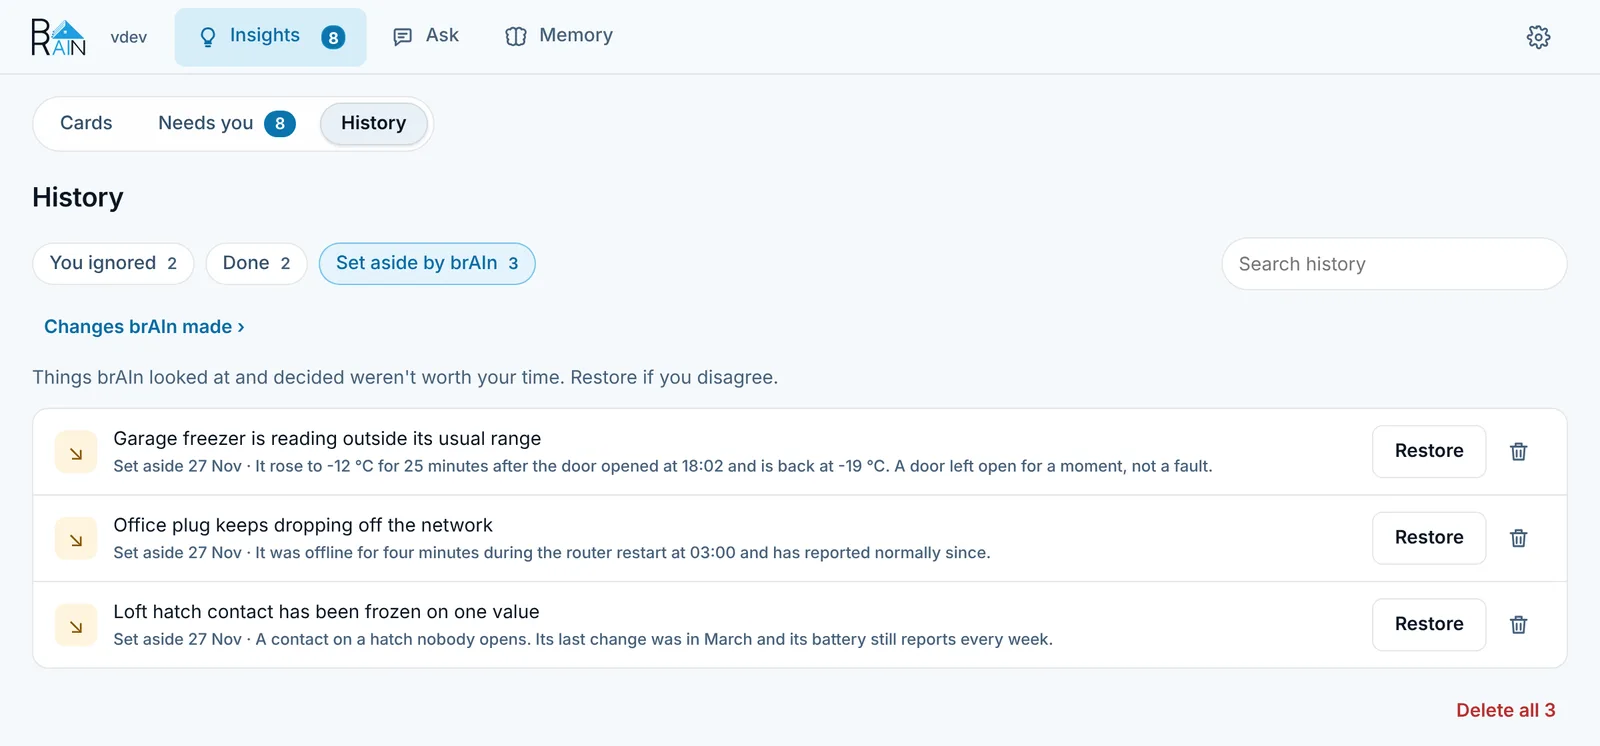 BRAIN vdev Insights 8 Ask Memory
Cards Needs you 8 History
History
You ignored 2 Done 2 Set aside by brAIn 3 Search history
Changes brAIn made ›
Things brAIn looked at and decided weren't worth your time. Restore if you disagree.
Garage freezer is reading outside its usual range
Set aside 27 Nov · It rose to -12 °C for 25 minutes after the door opened at 18:02 and is back at -19 °C. A door left open for a moment, not a fault.
Restore
Office plug keeps dropping off the network
Set aside 27 Nov · It was offline for four minutes during the router restart at 03:00 and has reported normally since.
Restore
Loft hatch contact has been frozen on one value
Set aside 27 Nov · A contact on a hatch nobody opens. Its last change was in March and its battery still reports every week.
Restore
Delete all 3